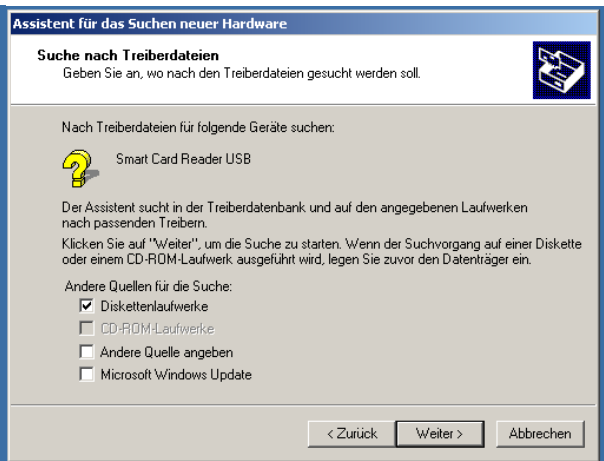 Assistent für das Suchen neuer Hardware
Suche nach Treiberdateien
Geben Sie an, wo nach den Treiberdateien gesucht werden soll.
Nach Treiberdateien für folgende Geräte suchen:
Smart Card Reader USB
Der Assistent sucht in der Treiberdatenbank und auf den angegebenen Laufwerken
nach passenden Treibern.
Klicken Sie auf "Weiter", um die Suche zu starten. Wenn der Suchvorgang auf einer Diskette
oder einem CD-ROM-Laufwerk ausgeführt wird, legen Sie zuvor den Datenträger ein.
Andere Quellen für die Suche:
Diskettenlaufwerke
CD-ROM-Laufwerke
Andere Quelle angeben
Microsoft Windows Update
< Zurück Weiter > Abbrechen